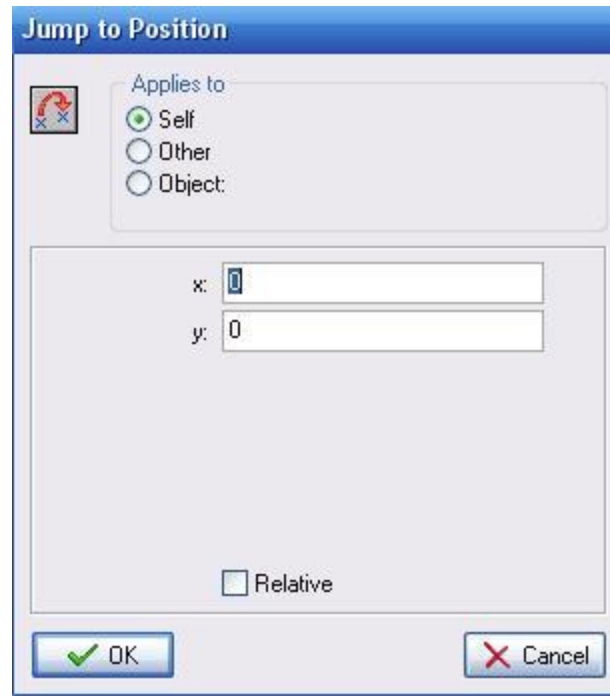 Jump to Position
Applies to
Self
Other
Object:
x: 0
y: 0
Relative
OK
Cancel